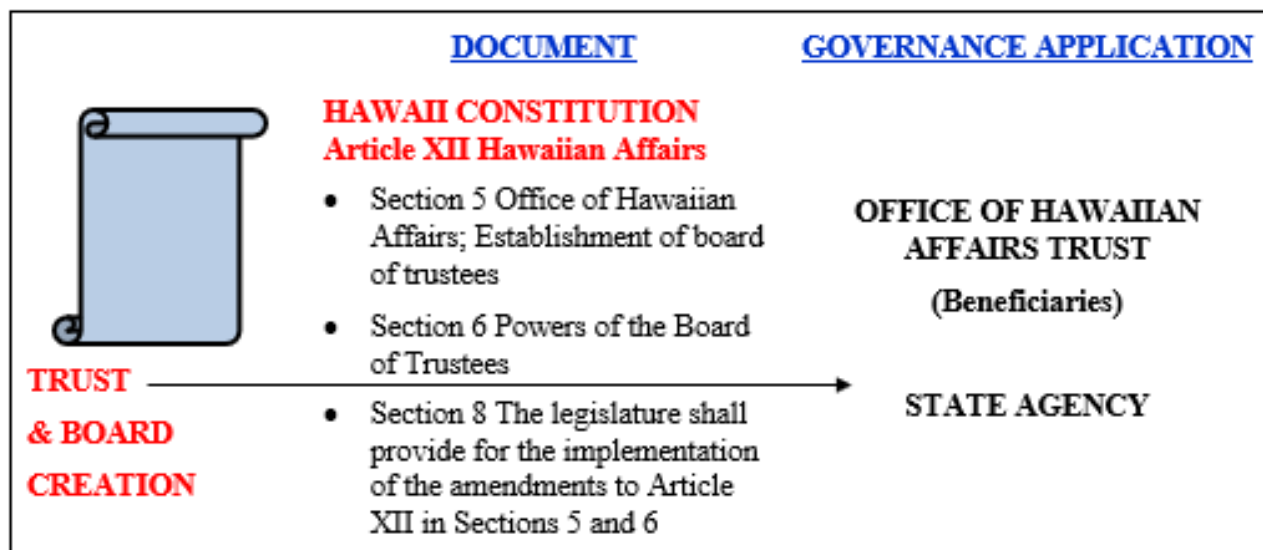 DOCUMENT
GOVERNANCE APPLICATION
HAWAII CONSTITUTION
Article XII Hawaiian Affairs
• Section 5 Office of Hawaiian
Affairs; Establishment of board
of trustees
• Section 6 Powers of the Board
of Trustees
• Section 8 The legislature shall
provide for the implementation
of the amendments to Article
XII in Sections 5 and 6
TRUST
& BOARD
CREATION
OFFICE OF HAWAIIAN
AFFAIRS TRUST
(Beneficiaries)
STATE AGENCY